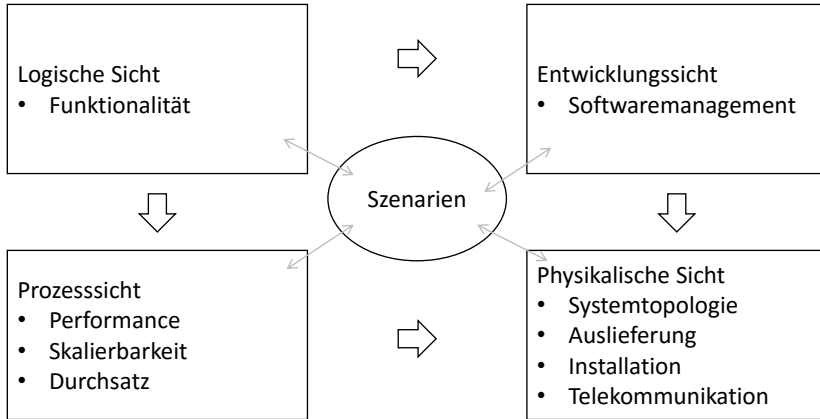 Logische Sicht
• Funktionalität
Entwicklungssicht
• Softwaremanagement
Szenarien
Prozesssicht
• Performance
• Skalierbarkeit
• Durchsatz
Physikalische Sicht
• Systemtopologie
• Auslieferung
• Installation
• Telekommunikation